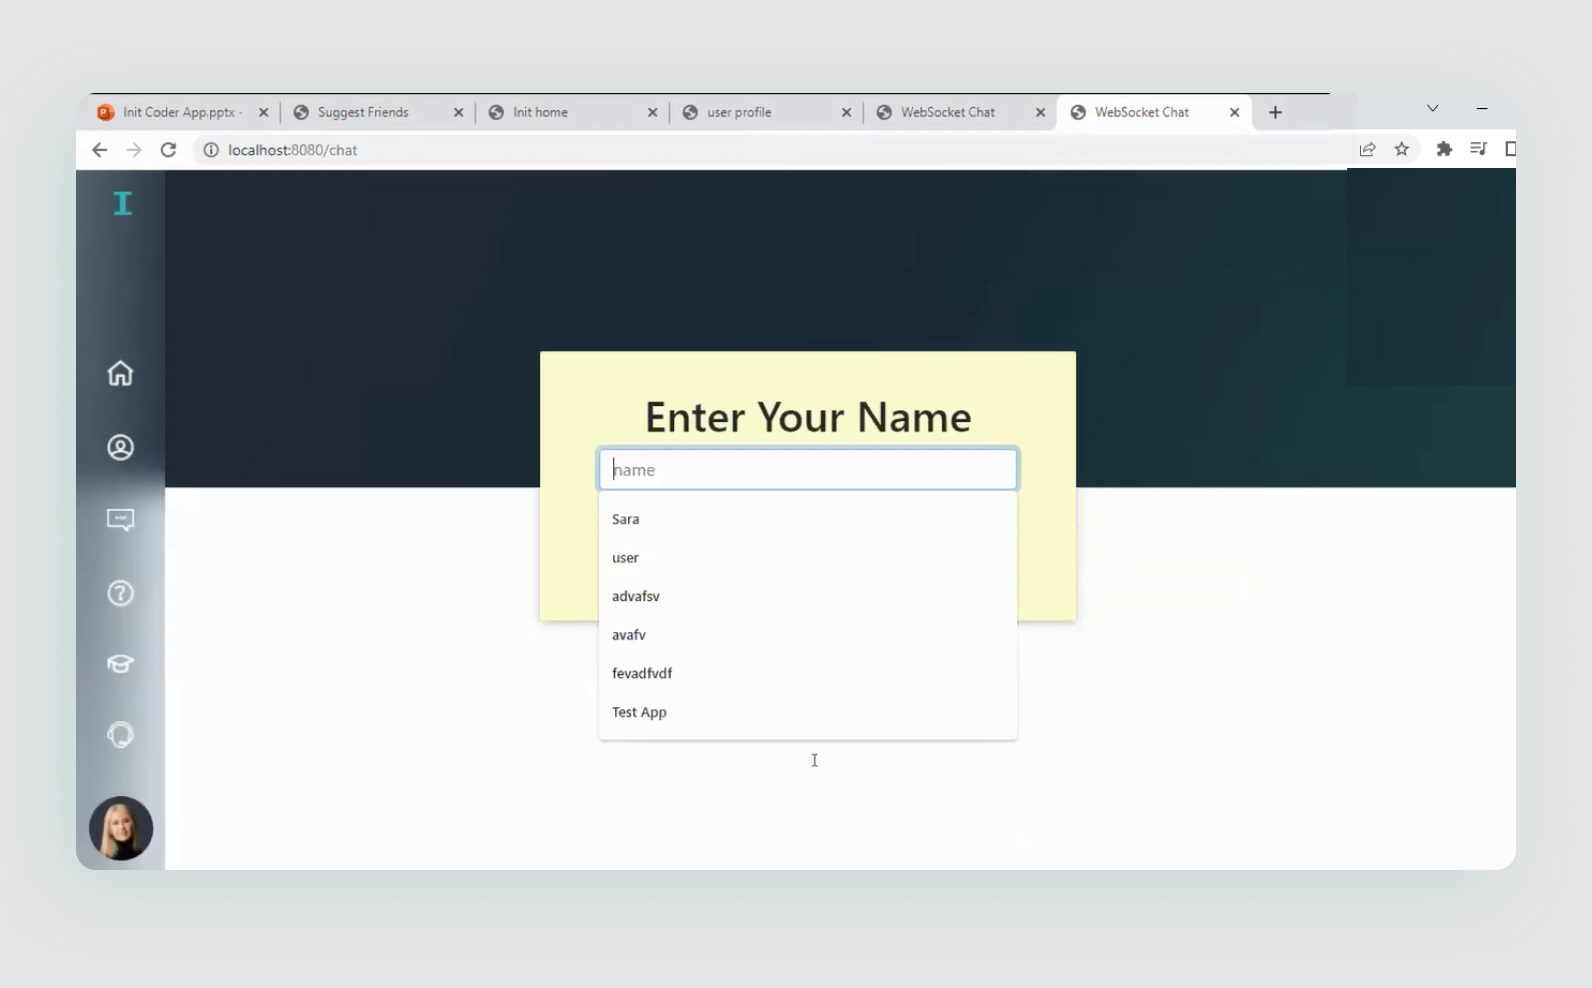 Init Coder App.pptx -
Suggest Friends
Init home
user profile
WebSocket Chat
WebSocket Chat
localhost:8080/chat
I
Enter Your Name
name
Sara
user
advafsv
avafv
fevadfvdf
Test App